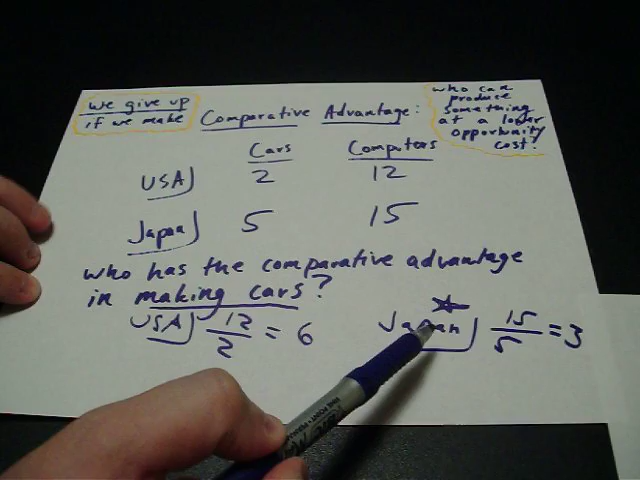 we give up
if we make
Comparative Advantage:
who can
produce
something
at a lower
opportunity
cost?
Cars Computers
USA 2 12
Japan 5 15
who has the comparative advantage
in making cars?
USA 12/2 = 6 Japan 15/5 = 3